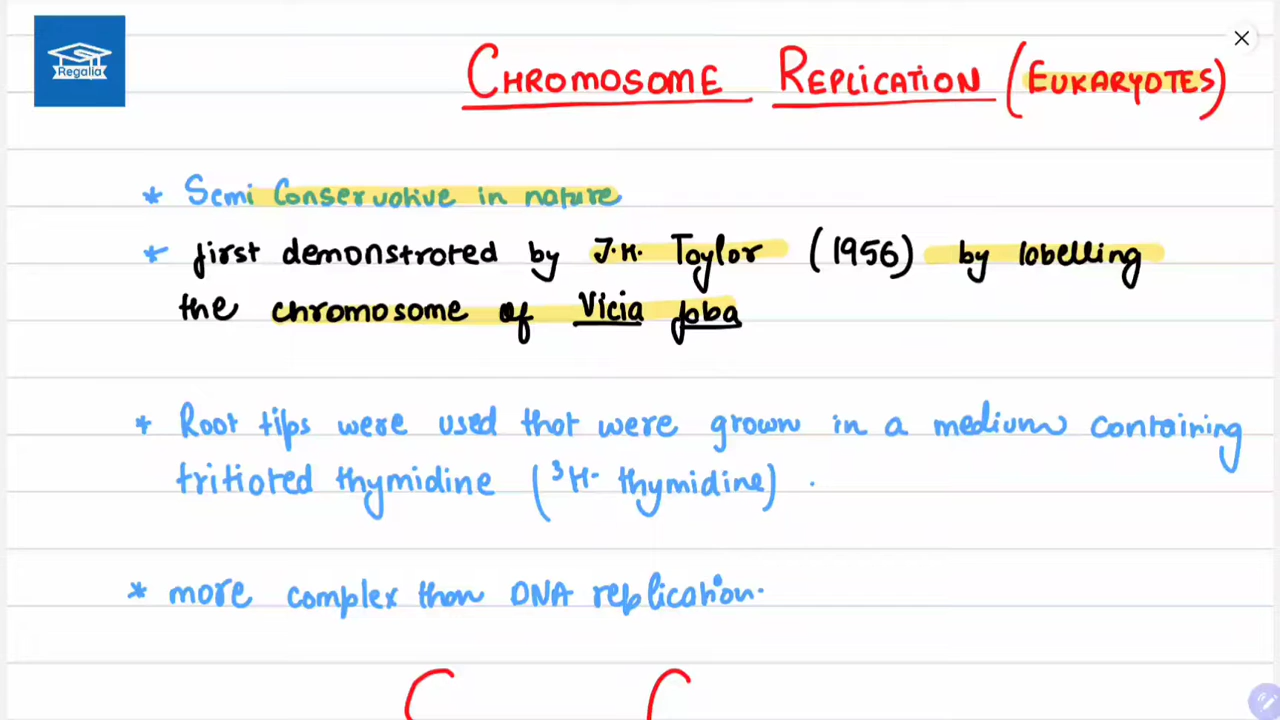 Regalia
CHROMOSOME REPLICATION (EUKARYOTES)
* Semi Conservative in nature
* first demonstrated by J.H. Taylor (1956) by labelling
the chromosome of Vicia faba
* Root tips were used that were grown in a medium containing
tritiated thymidine (³H- thymidine).
* more complex than DNA replication.